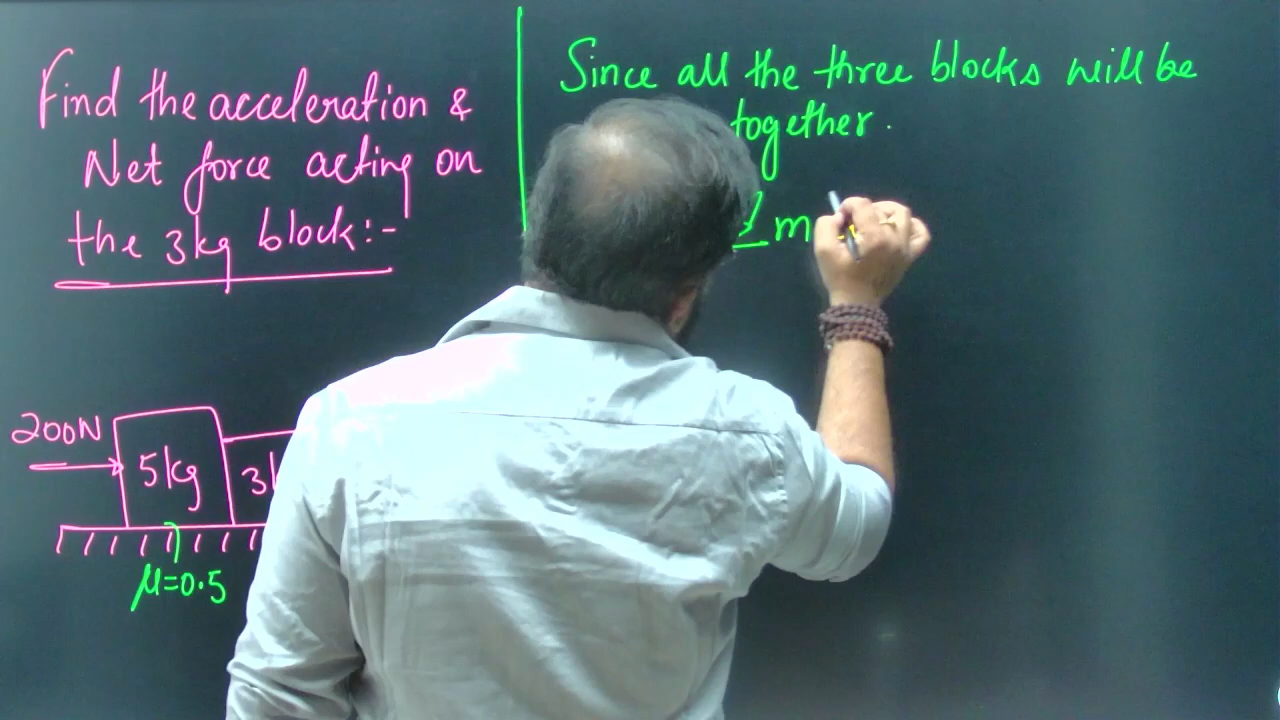 Find the acceleration &
Net force acting on
the 3kg block:-
200N
5kg
μ=0.5
Since all the three blocks will be
together.
m